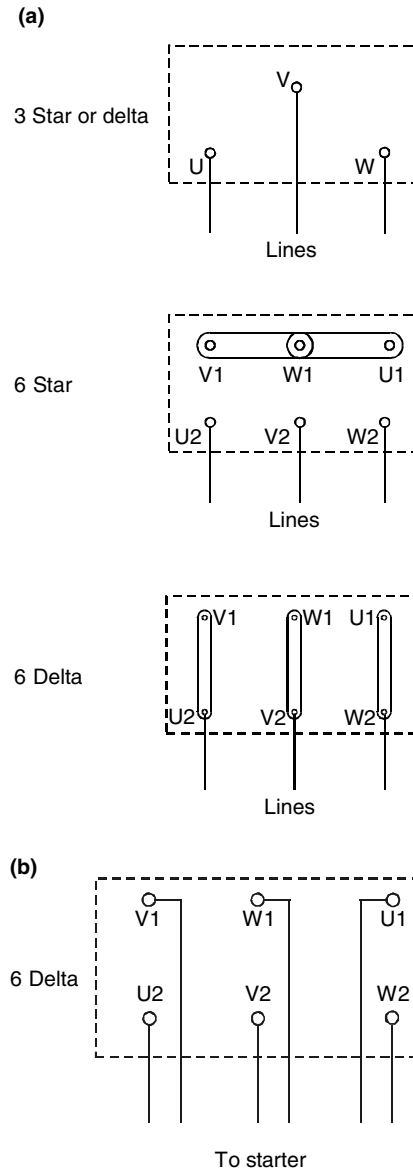 (a)
3 Star or delta
V
U W
Lines
6 Star
V1 W1 U1
U2 V2 W2
Lines
6 Delta
V1 W1 U1
U2 V2 W2
Lines
(b)
6 Delta
V1 W1 U1
U2 V2 W2
To starter